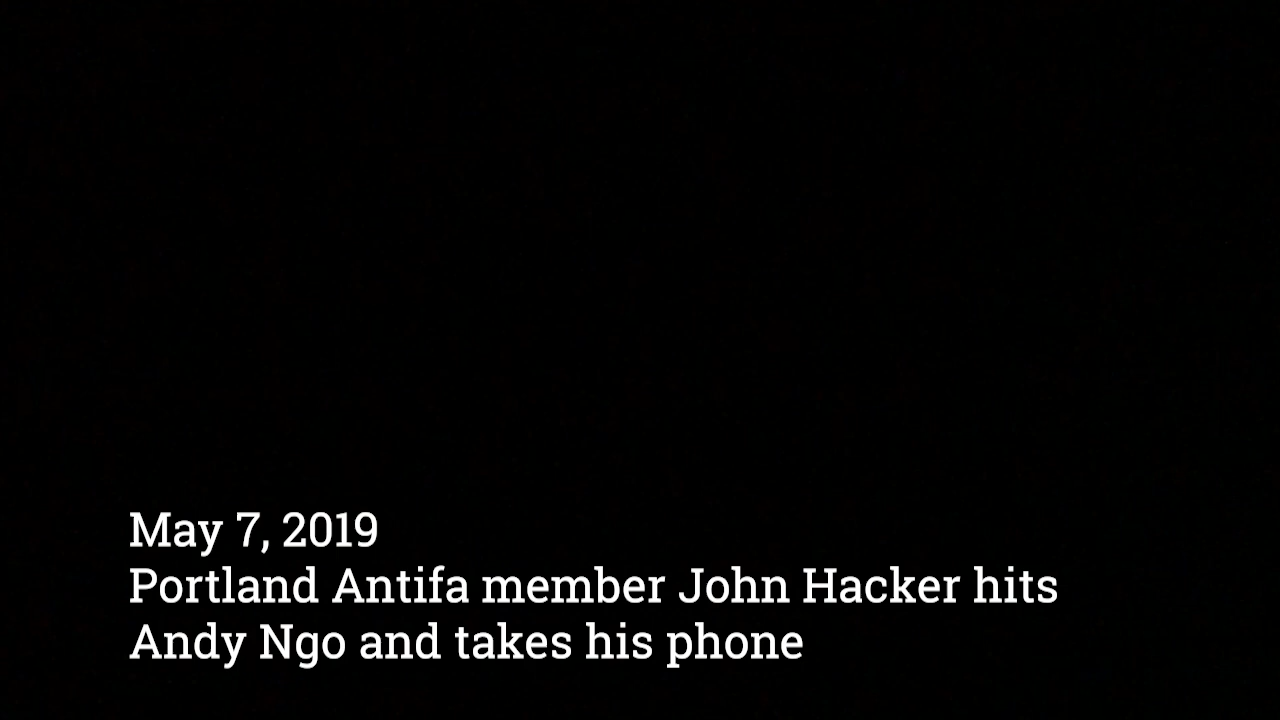 May 7, 2019
Portland Antifa member John Hacker hits
Andy Ngo and takes his phone